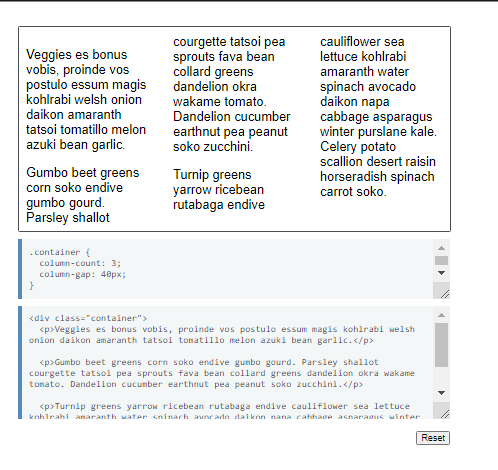 Veggies es bonus
vobis, proinde vos
postulo essum magis
kohlrabi welsh onion
daikon amaranth
tatsoi tomatillo melon
azuki bean garlic.
Gumbo beet greens
corn soko endive
gumbo gourd.
Parsley shallot
courgette tatsoi pea
sprouts fava bean
collard greens
dandelion okra
wakame tomato.
Dandelion cucumber
earthnut pea peanut
soko zucchini.
Turnip greens
yarrow ricebean
rutabaga endive
cauliflower sea
lettuce kohlrabi
amaranth water
spinach avocado
daikon napa
cabbage asparagus
winter purslane kale.
Celery potato
scallion desert raisin
horseradish spinach
carrot soko.
.container {
column-count: 3;
column-gap: 40px;
}
<div class="container">
<p>Veggies es bonus vobis, proinde vos postulo essum magis kohlrabi welsh
onion daikon amaranth tatsoi tomatillo melon azuki bean garlic.</p>
<p>Gumbo beet greens corn soko endive gumbo gourd. Parsley shallot
courgette tatsoi pea sprouts fava bean collard greens dandelion okra wakame
tomato. Dandelion cucumber earthnut pea peanut soko zucchini.</p>
<p>Turnip greens yarrow ricebean rutabaga endive cauliflower sea lettuce
kohlrabi amaranth water spinach avocado daikon napa cabbage asparagus winter
Reset